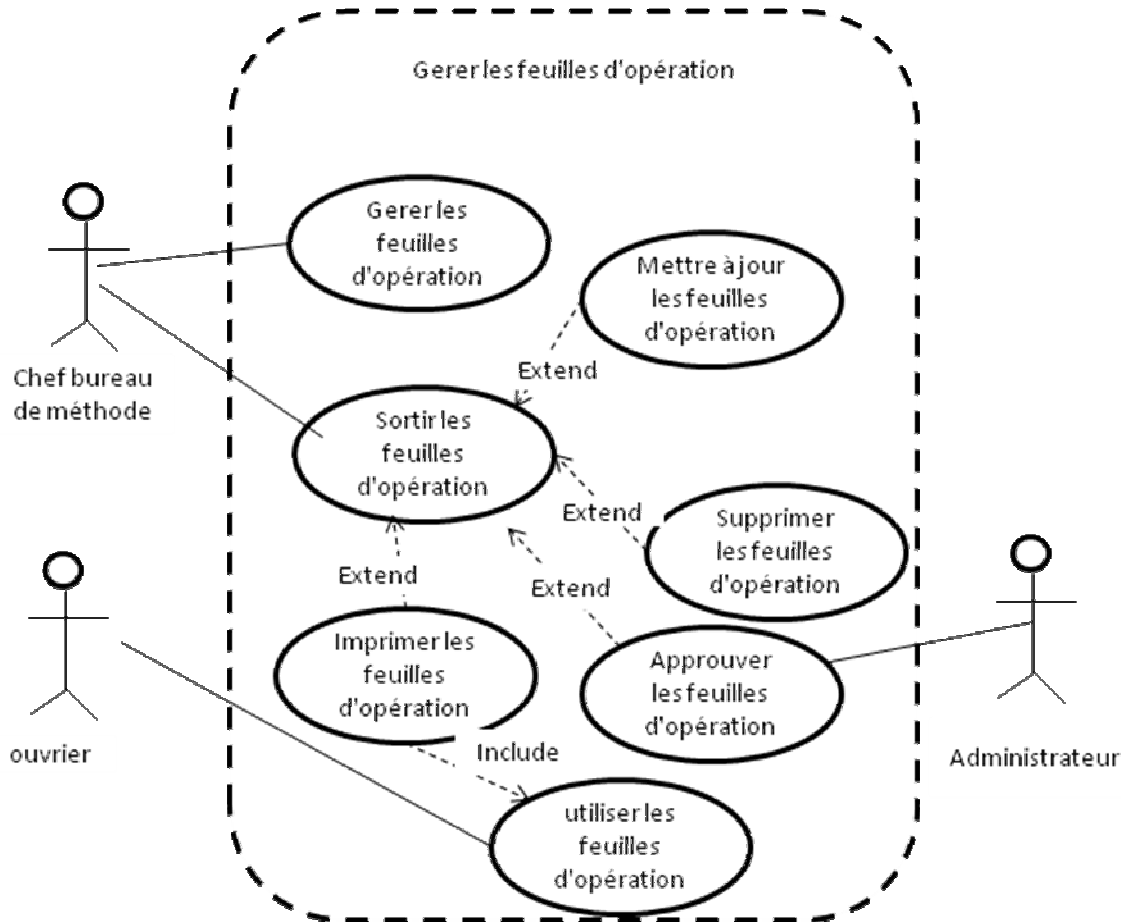 Gerer les feuilles d'opération
Gerer les
feuilles
d'opération
Mettre à jour
les feuilles
d'opération
Chef bureau
de méthode
Extend
Sortir les
feuilles
d'opération
Extend
Supprimer
les feuilles
d'opération
Extend
Extend
Imprimer les
feuilles
d'opération
Approuver
les feuilles
d'opération
ouvrier
Include
Administrateur
utiliser les
feuilles
d'opération